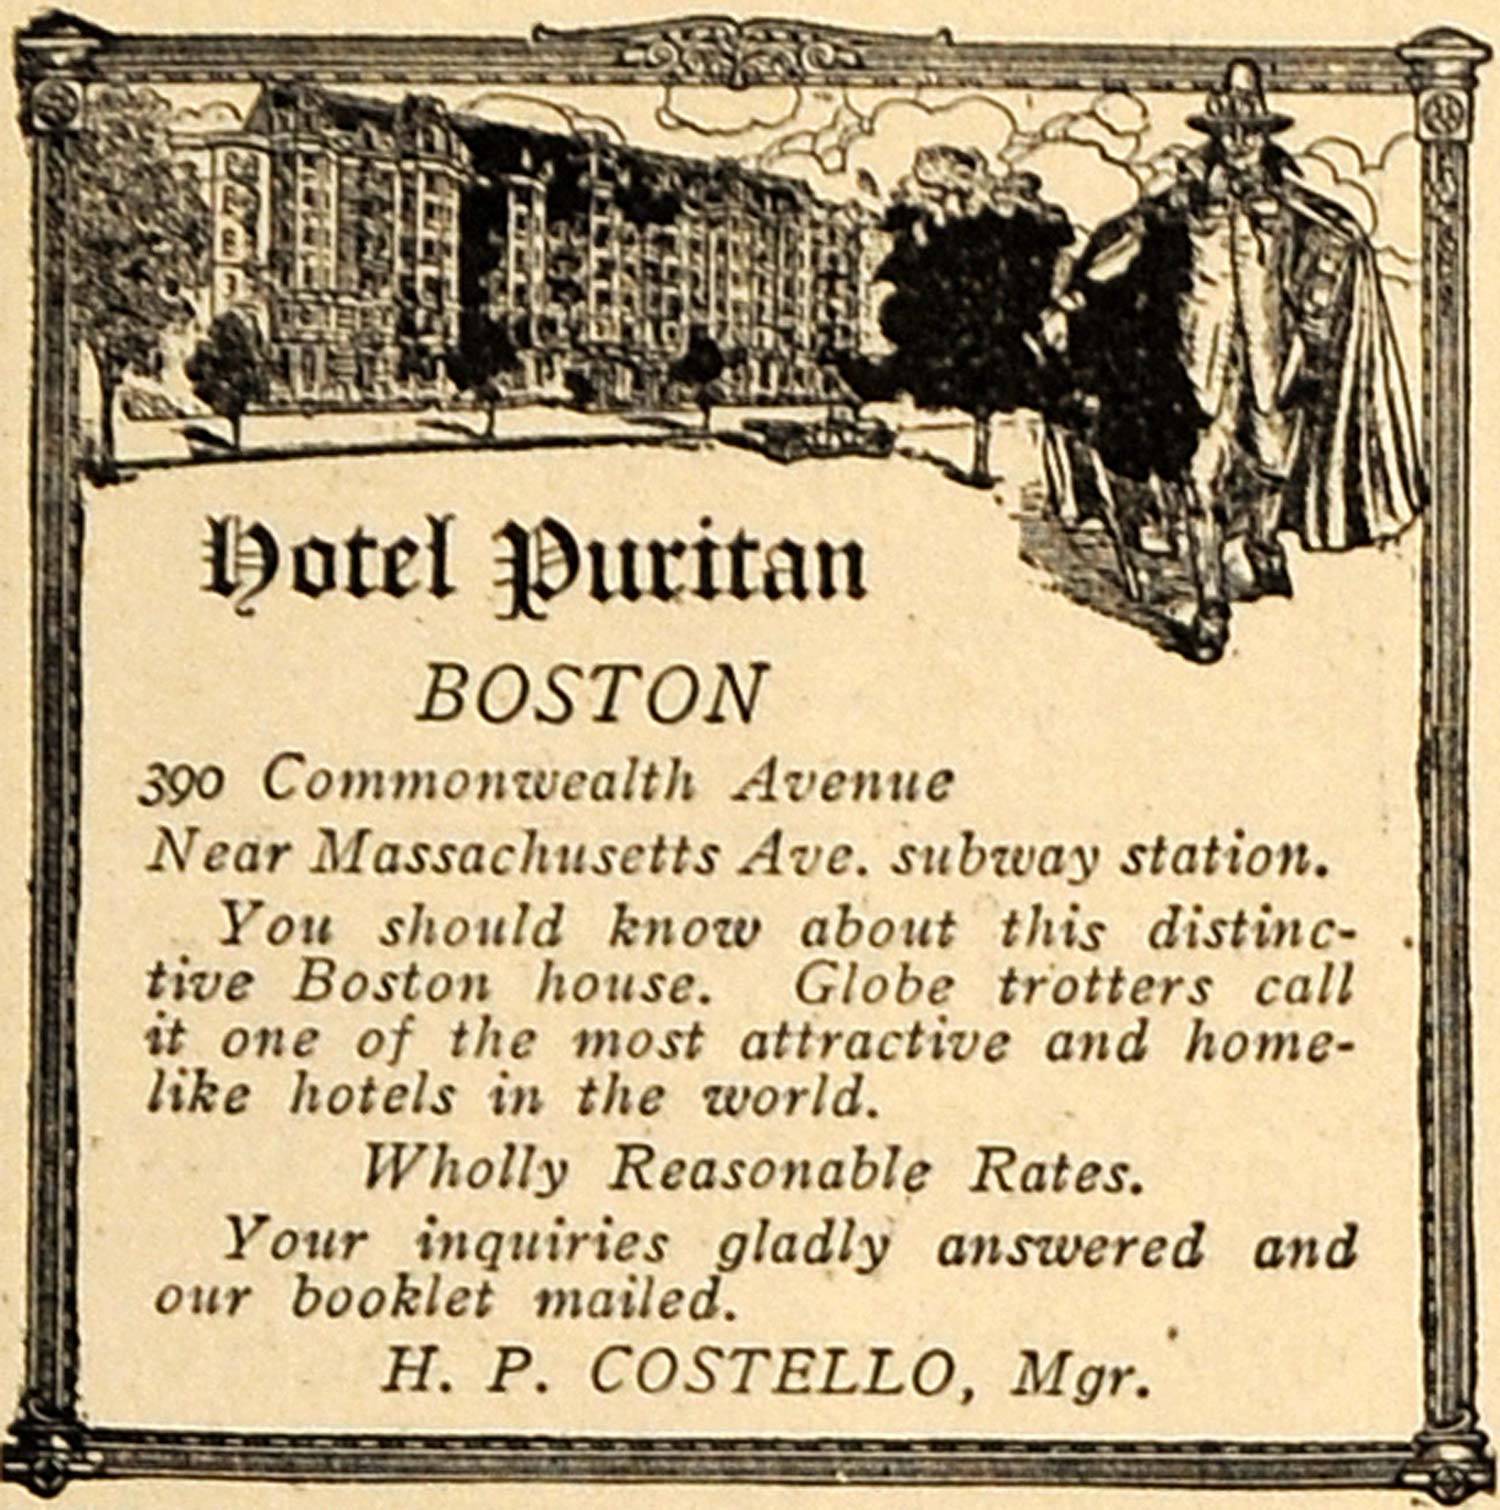 Hotel Puritan
BOSTON
390 Commonwealth Avenue
Near Massachusetts Ave. subway station.
You should know about this distinc-
tive Boston house. Globe trotters call
it one of the most attractive and home-
like hotels in the world.
Wholly Reasonable Rates.
Your inquiries gladly answered and
our booklet mailed.
H. P. COSTELLO, Mgr.